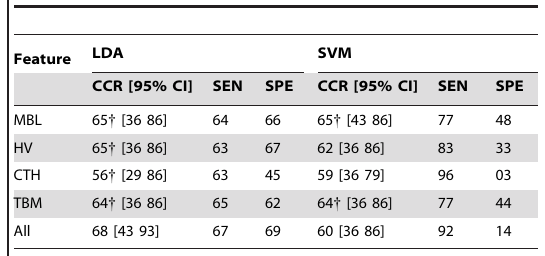 LDA SVM
Feature
CCR [95% CI] SEN SPE CCR [95% CI] SEN SPE
MBL 65† [36 86] 64 66 65† [43 86] 77 48
HV 65† [36 86] 63 67 62 [36 86] 83 33
CTH 56† [29 86] 63 45 59 [36 79] 96 03
TBM 64† [36 86] 65 62 64† [36 86] 77 44
All 68 [43 93] 67 69 60 [36 86] 92 14